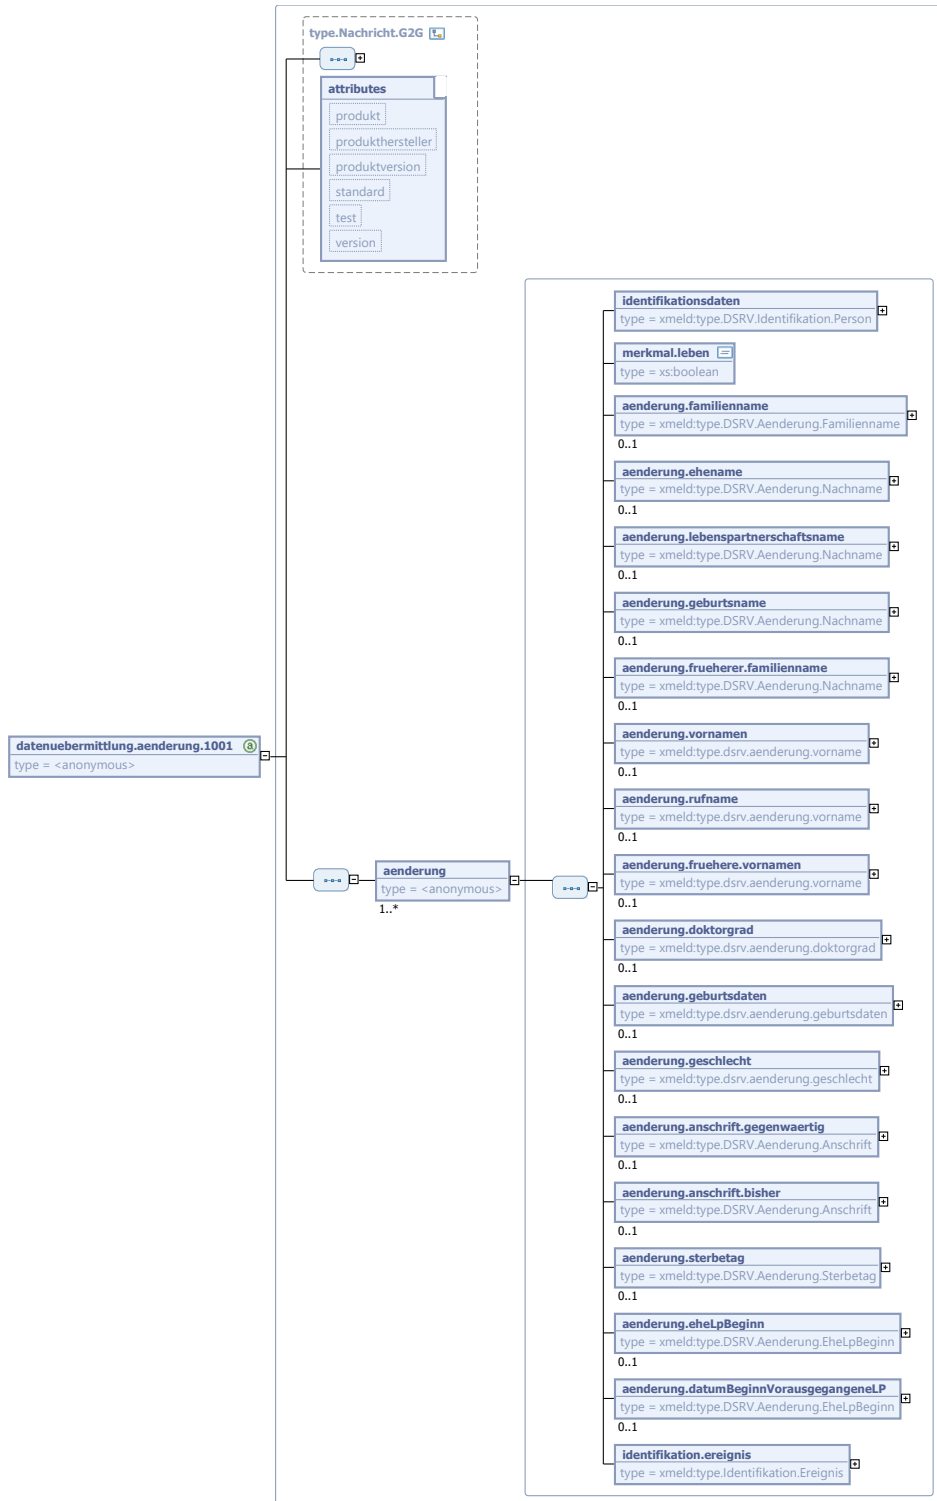 type.Nachricht.G2G
attributes
produkt
produkthersteller
produktversion
standard
test
version
identifikationsdaten
type = xmeld:type.DSRV.Identifikation.Person
merkmal.leben
type = xs:boolean
aenderung.familienname
type = xmeld:type.DSRV.Aenderung.Familienname
0..1
aenderung.ehename
type = xmeld:type.DSRV.Aenderung.Nachname
0..1
aenderung.lebenspartnerschaftsname
type = xmeld:type.DSRV.Aenderung.Nachname
0..1
aenderung.geburtsname
type = xmeld:type.DSRV.Aenderung.Nachname
0..1
aenderung.frueherer.familienname
type = xmeld:type.DSRV.Aenderung.Nachname
0..1
datenuebermittlung.aenderung.1001 a
type = <anonymous>
aenderung.vornamen
type = xmeld:type.dsrv.aenderung.vorname
0..1
aenderung.rufname
type = xmeld:type.dsrv.aenderung.vorname
0..1
aenderung
type = <anonymous>
1..*
aenderung.fruehere.vornamen
type = xmeld:type.dsrv.aenderung.vorname
0..1
aenderung.doktorgrad
type = xmeld:type.dsrv.aenderung.doktorgrad
0..1
aenderung.geburtsdaten
type = xmeld:type.dsrv.aenderung.geburtsdaten
0..1
aenderung.geschlecht
type = xmeld:type.dsrv.aenderung.geschlecht
0..1
aenderung.anschrift.gegenwaertig
type = xmeld:type.DSRV.Aenderung.Anschrift
0..1
aenderung.anschrift.bisher
type = xmeld:type.DSRV.Aenderung.Anschrift
0..1
aenderung.sterbetag
type = xmeld:type.DSRV.Aenderung.Sterbetag
0..1
aenderung.eheLpBeginn
type = xmeld:type.DSRV.Aenderung.EheLpBeginn
0..1
aenderung.datumBeginnVorausgegangeneLP
type = xmeld:type.DSRV.Aenderung.EheLpBeginn
0..1
identifikation.ereignis
type = xmeld:type.Identifikation.Ereignis